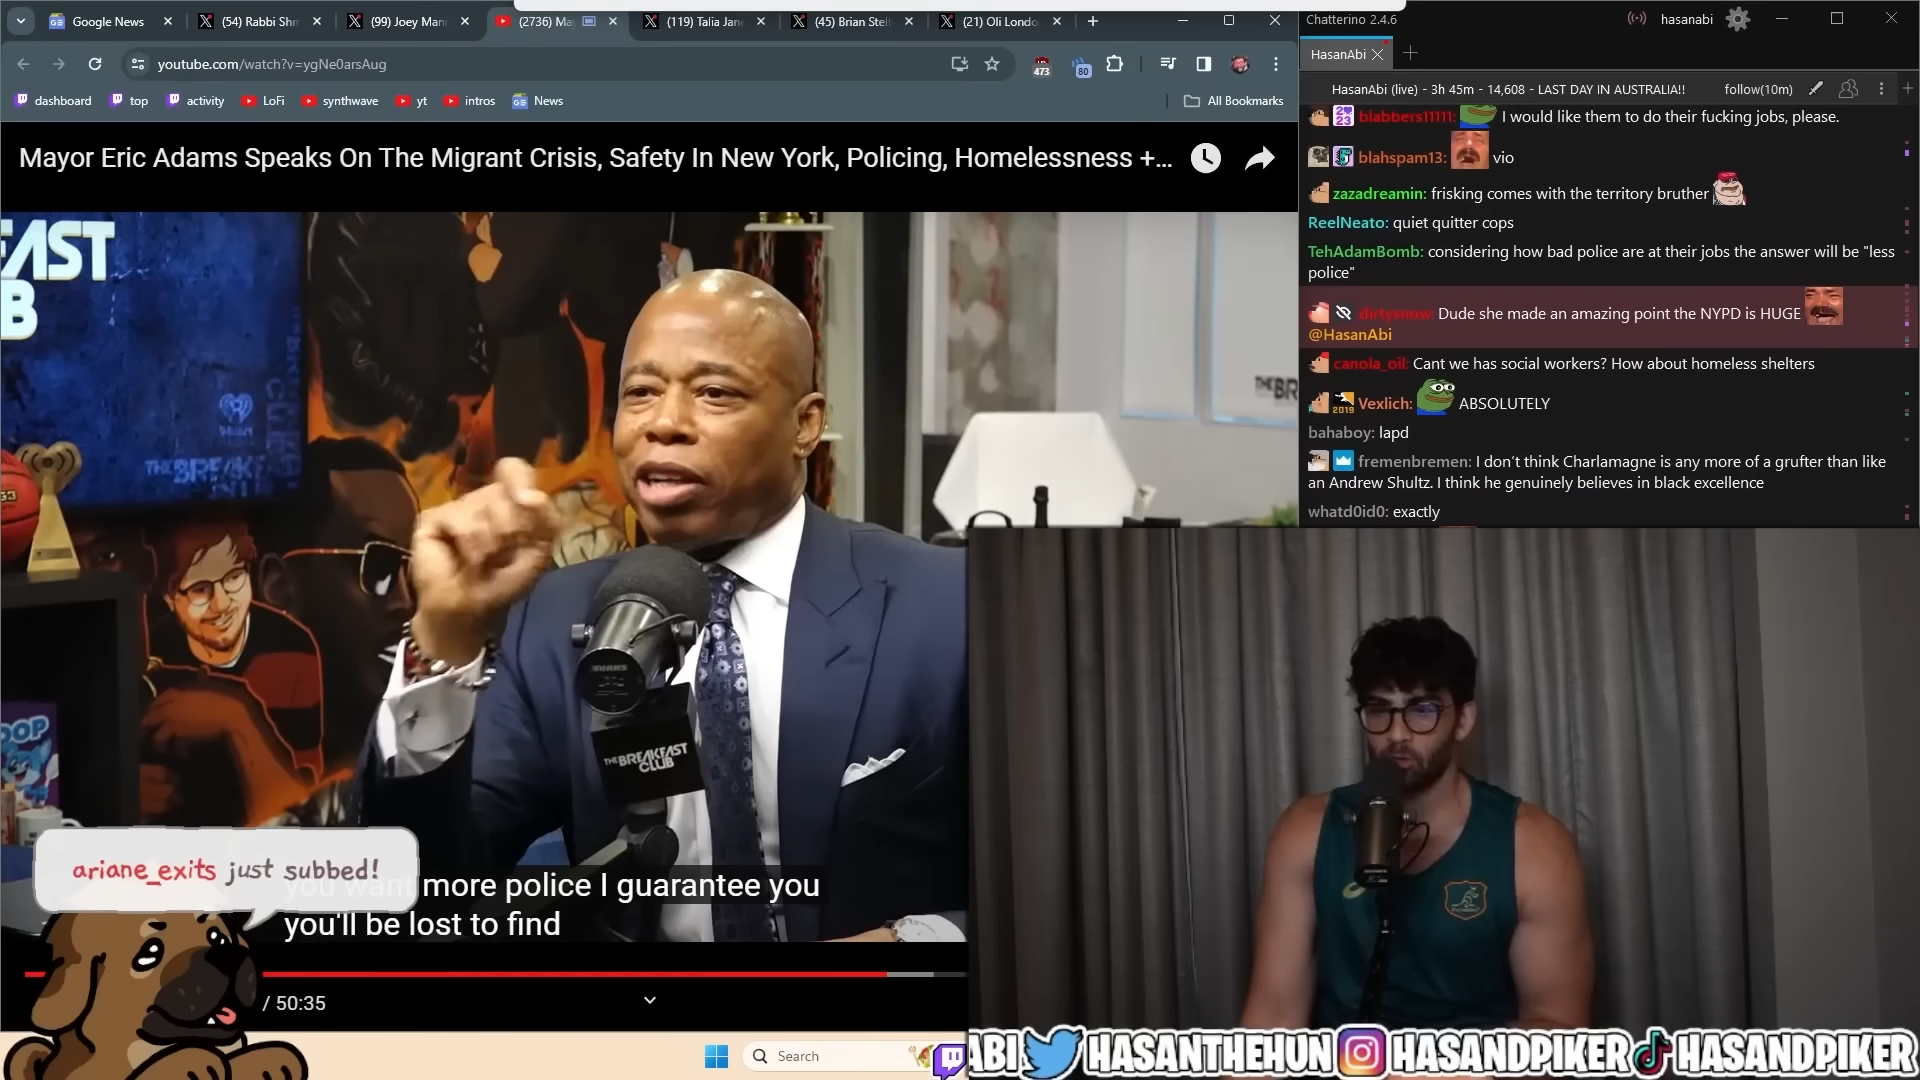 Google News
(54) Rabbi Shm
(99) Joey Man
(2736) Ma
(119) Talia Jane
(45) Brian Stelt
(21) Oli Londo
youtube.com/watch?v=ygNe0arsAug
473
80
dashboard
top
activity
LoFi
synthwave
yt
intros
News
All Bookmarks
Mayor Eric Adams Speaks On The Migrant Crisis, Safety In New York, Policing, Homelessness +...
THE BREAKFAST CLUB
you want more police I guarantee you
you'll be lost to find
ariane_exits just subbed!
/ 50:35
Search
Chatterino 2.4.6
hasanabi
HasanAbi
HasanAbi (live) - 3h 45m - 14,608 - LAST DAY IN AUSTRALIA!!
follow(10m)
blabbers11111: I would like them to do their fucking jobs, please.
blahspam13: vio
zazadreamin: frisking comes with the territory bruther
ReelNeato: quiet quitter cops
TehAdamBomb: considering how bad police are at their jobs the answer will be "less
police"
dirtysnow: Dude she made an amazing point the NYPD is HUGE
@HasanAbi
canola_oil: Cant we has social workers? How about homeless shelters
2019 Vexlich: ABSOLUTELY
bahaboy: lapd
fremenbremen: I don't think Charlamagne is any more of a grufter than like
an Andrew Shultz. I think he genuinely believes in black excellence
whatd0id0: exactly
ABI HASANTHEHUN HASANDPIKER HASANDPIKER